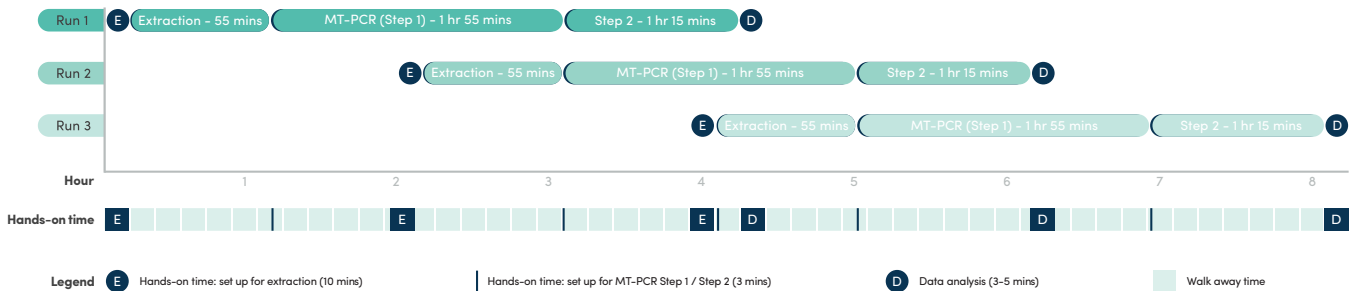 Run 1 E Extraction - 55 mins MT-PCR (Step 1) - 1 hr 55 mins Step 2 - 1 hr 15 mins D
Run 2 E Extraction - 55 mins MT-PCR (Step 1) - 1 hr 55 mins Step 2 - 1 hr 15 mins D
Run 3 E Extraction - 55 mins MT-PCR (Step 1) - 1 hr 55 mins Step 2 - 1 hr 15 mins D
Hour 1 2 3 4 5 6 7 8
Hands-on time E E E D D D
Legend E Hands-on time: set up for extraction (10 mins) Hands-on time: set up for MT-PCR Step 1 / Step 2 (3 mins) D Data analysis (3-5 mins) Walk away time